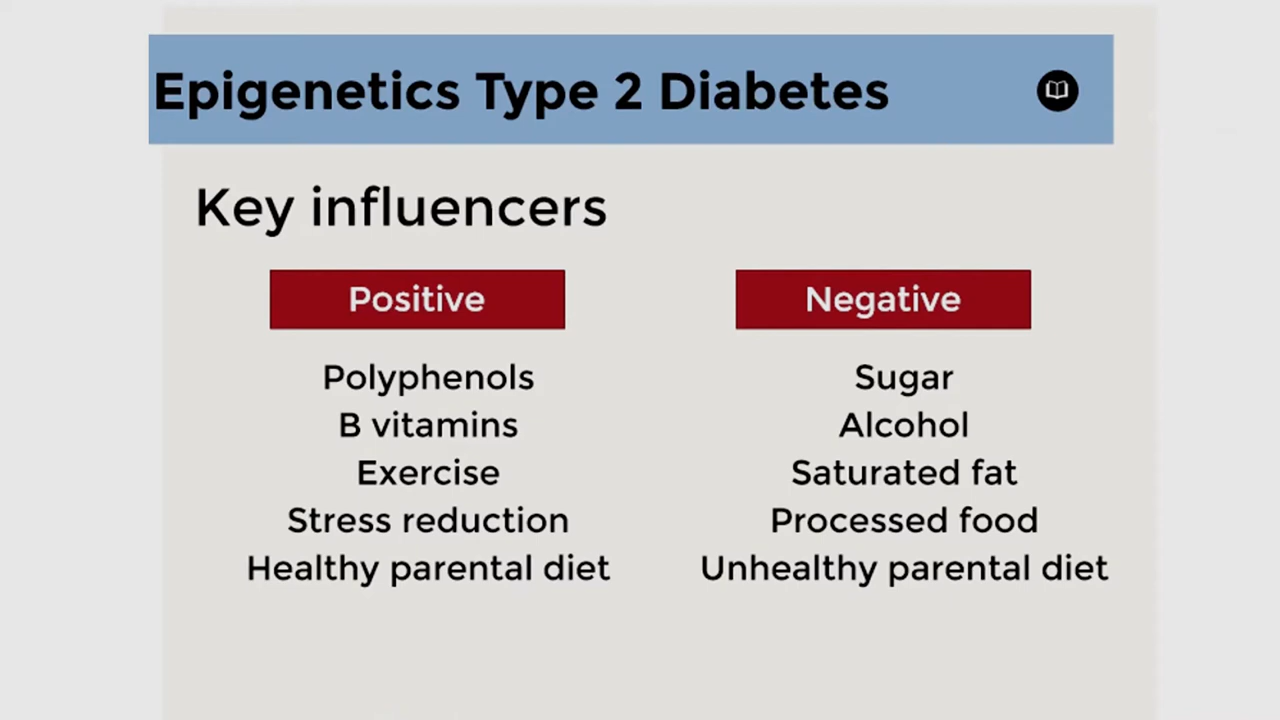 Epigenetics Type 2 Diabetes
Key influencers
Positive
Polyphenols
B vitamins
Exercise
Stress reduction
Healthy parental diet
Negative
Sugar
Alcohol
Saturated fat
Processed food
Unhealthy parental diet